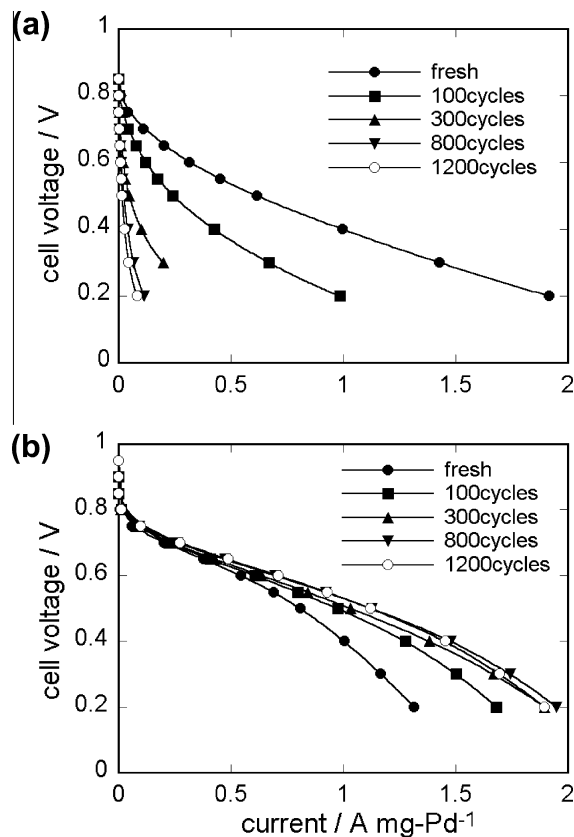 (a)
1
0.8
0.6
0.4
0.2
0
cell voltage / V
fresh
100cycles
300cycles
800cycles
1200cycles
0
0.5
1
1.5
2
(b)
1
0.8
0.6
0.4
0.2
0
cell voltage / V
fresh
100cycles
300cycles
800cycles
1200cycles
0
0.5
1
1.5
2
current / A mg-Pd⁻¹